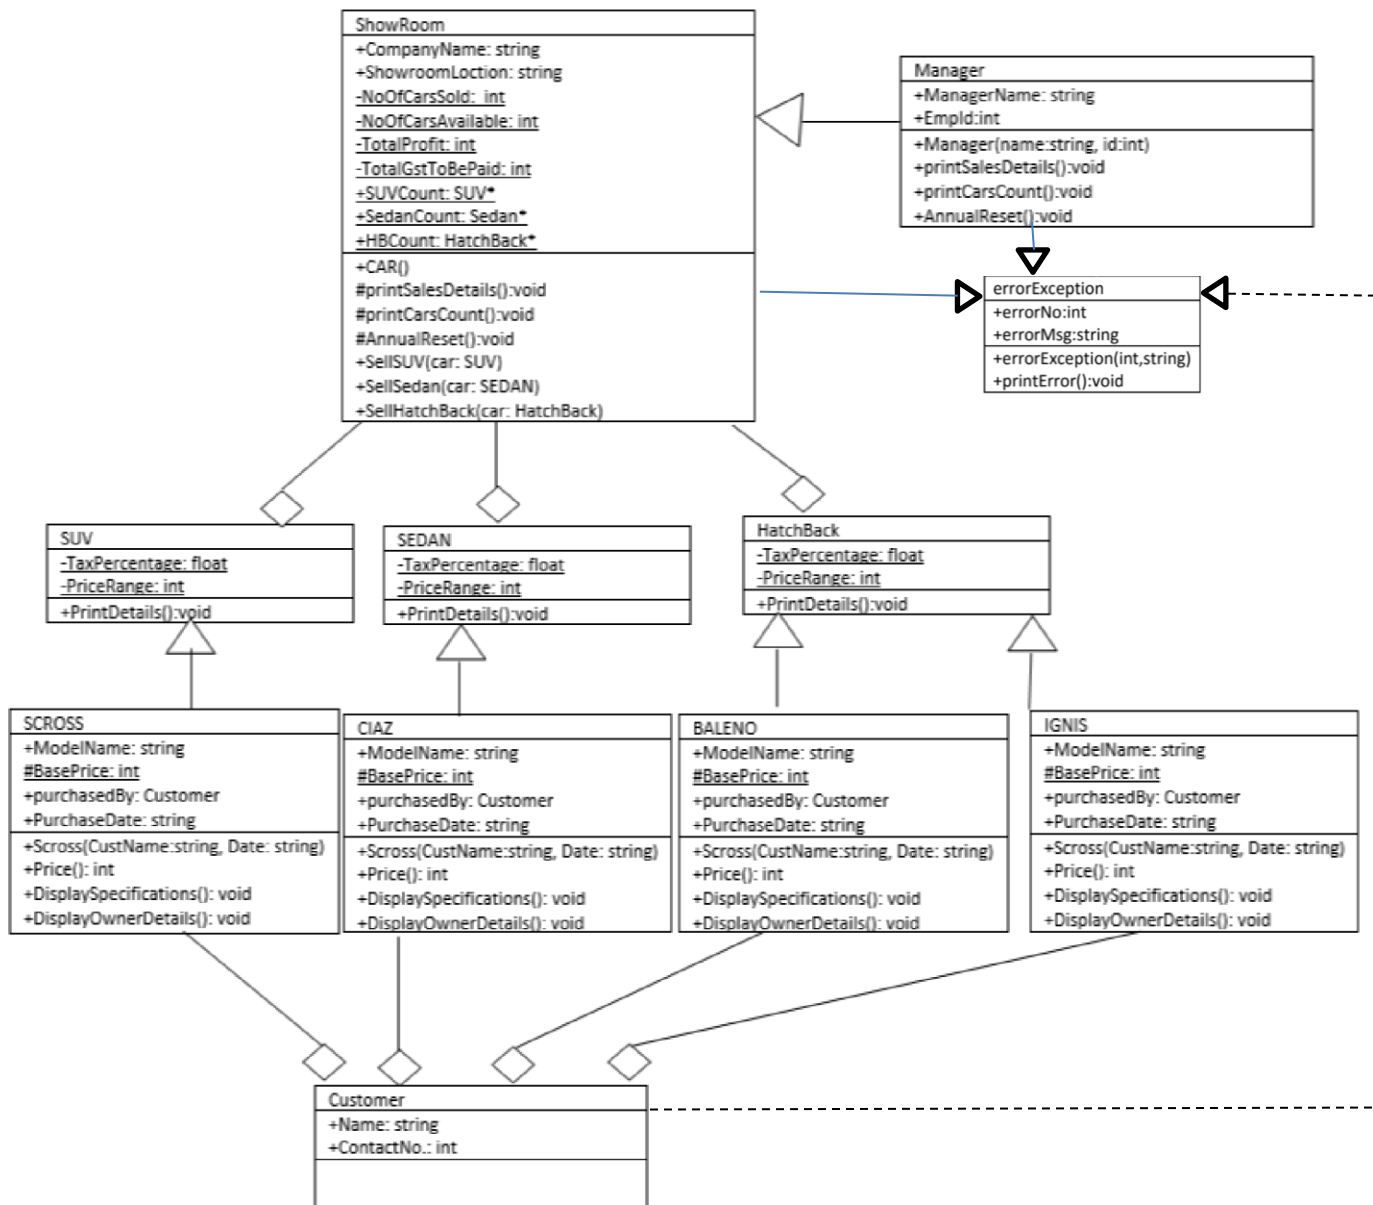 ShowRoom
+CompanyName: string
+ShowroomLoction: string
-NoOfCarsSold: int
-NoOfCarsAvailable: int
-TotalProfit: int
-TotalGstToBePaid: int
+SUVCount: SUV*
+SedanCount: Sedan*
+HBCount: HatchBack*
+CAR()
#printSalesDetails():void
#printCarsCount():void
#AnnualReset():void
+SellSUV(car: SUV)
+SellSedan(car: SEDAN)
+SellHatchBack(car: HatchBack)
Manager
+ManagerName: string
+EmpId:int
+Manager(name:string, id:int)
+printSalesDetails():void
+printCarsCount():void
+AnnualReset():void
errorException
+errorNo:int
+errorMsg:string
+errorException(int,string)
+printError():void
SUV
-TaxPercentage: float
-PriceRange: int
+PrintDetails():void
SEDAN
-TaxPercentage: float
-PriceRange: int
+PrintDetails():void
HatchBack
-TaxPercentage: float
-PriceRange: int
+PrintDetails():void
SCROSS
+ModelName: string
#BasePrice: int
+purchasedBy: Customer
+PurchaseDate: string
+Scross(CustName:string, Date: string)
+Price(): int
+DisplaySpecifications(): void
+DisplayOwnerDetails(): void
CIAZ
+ModelName: string
#BasePrice: int
+purchasedBy: Customer
+PurchaseDate: string
+Scross(CustName:string, Date: string)
+Price(): int
+DisplaySpecifications(): void
+DisplayOwnerDetails(): void
BALENO
+ModelName: string
#BasePrice: int
+purchasedBy: Customer
+PurchaseDate: string
+Scross(CustName:string, Date: string)
+Price(): int
+DisplaySpecifications(): void
+DisplayOwnerDetails(): void
IGNIS
+ModelName: string
#BasePrice: int
+purchasedBy: Customer
+PurchaseDate: string
+Scross(CustName:string, Date: string)
+Price(): int
+DisplaySpecifications(): void
+DisplayOwnerDetails(): void
Customer
+Name: string
+ContactNo.: int